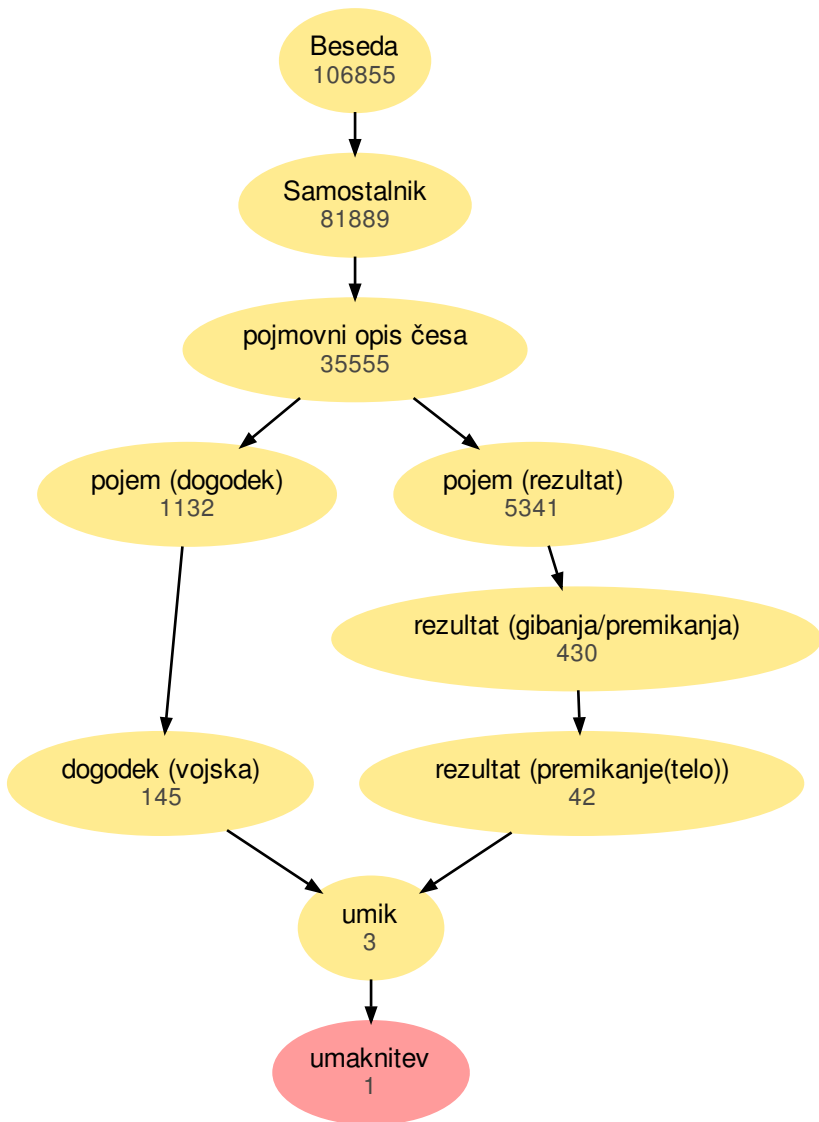 Beseda
106855
Samostalnik
81889
pojmovni opis česa
35555
pojem (dogodek)
1132
pojem (rezultat)
5341
rezultat (gibanja/premikanja)
430
dogodek (vojska)
145
rezultat (premikanje(telo))
42
umik
3
umaknitev
1